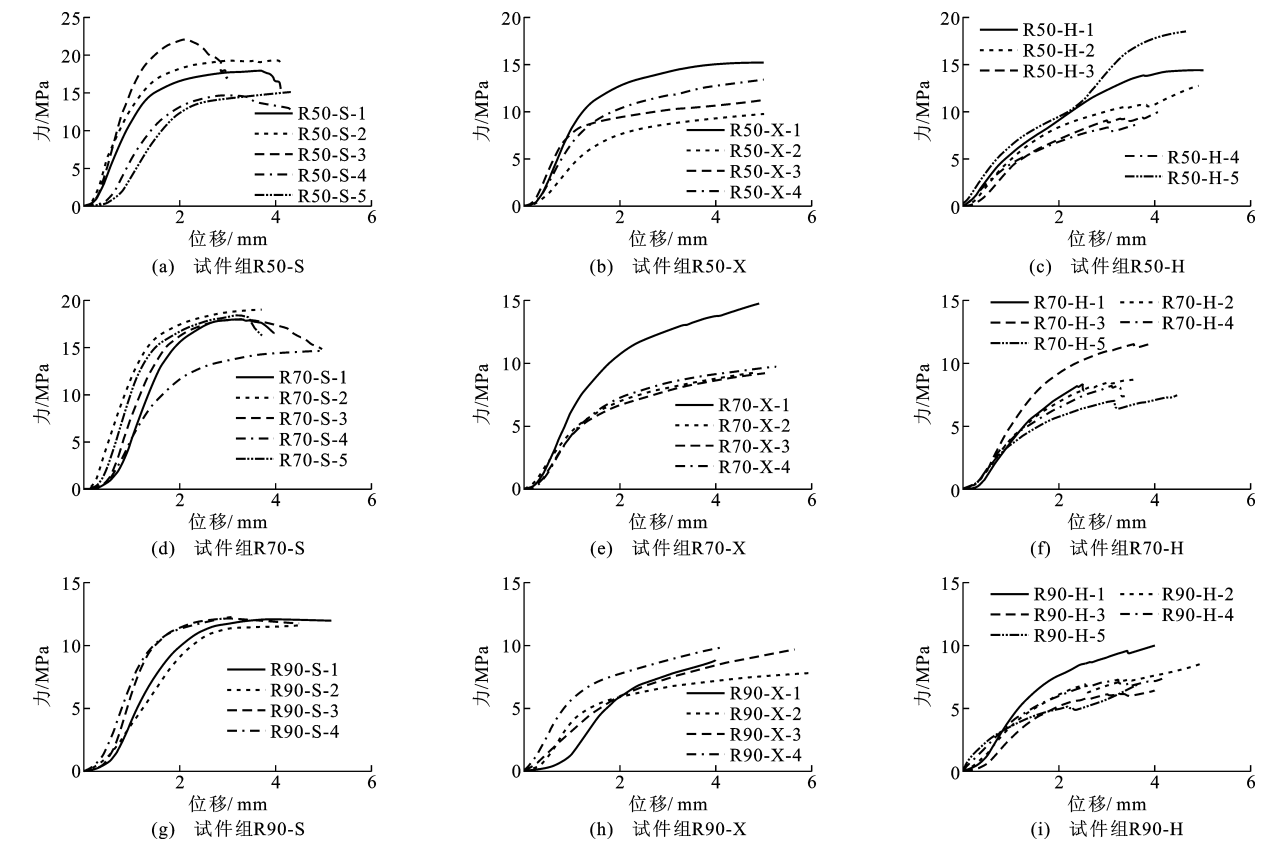 力/MPa
25
20
15
10
5
0
2
4
6
R50-S-1
R50-S-2
R50-S-3
R50-S-4
R50-S-5
位移/mm
(a) 试件组R50-S
力/MPa
20
15
10
5
0
2
4
6
R50-X-1
R50-X-2
R50-X-3
R50-X-4
位移/mm
(b) 试件组R50-X
力/MPa
20
15
10
5
0
2
4
6
R50-H-1
R50-H-2
R50-H-3
R50-H-4
R50-H-5
位移/mm
(c) 试件组R50-H
力/MPa
20
15
10
5
0
2
4
6
R70-S-1
R70-S-2
R70-S-3
R70-S-4
R70-S-5
位移/mm
(d) 试件组R70-S
力/MPa
15
10
5
0
2
4
6
R70-X-1
R70-X-2
R70-X-3
R70-X-4
位移/mm
(e) 试件组R70-X
力/MPa
15
10
5
0
2
4
6
R70-H-1 R70-H-2
R70-H-3 R70-H-4
R70-H-5
位移/mm
(f) 试件组R70-H
力/MPa
15
10
5
0
2
4
6
R90-S-1
R90-S-2
R90-S-3
R90-S-4
位移/mm
(g) 试件组R90-S
力/MPa
15
10
5
0
2
4
6
R90-X-1
R90-X-2
R90-X-3
R90-X-4
位移/mm
(h) 试件组R90-X
力/MPa
15
10
5
0
2
4
6
R90-H-1 R90-H-2
R90-H-3 R90-H-4
R90-H-5
位移/mm
(i) 试件组R90-H